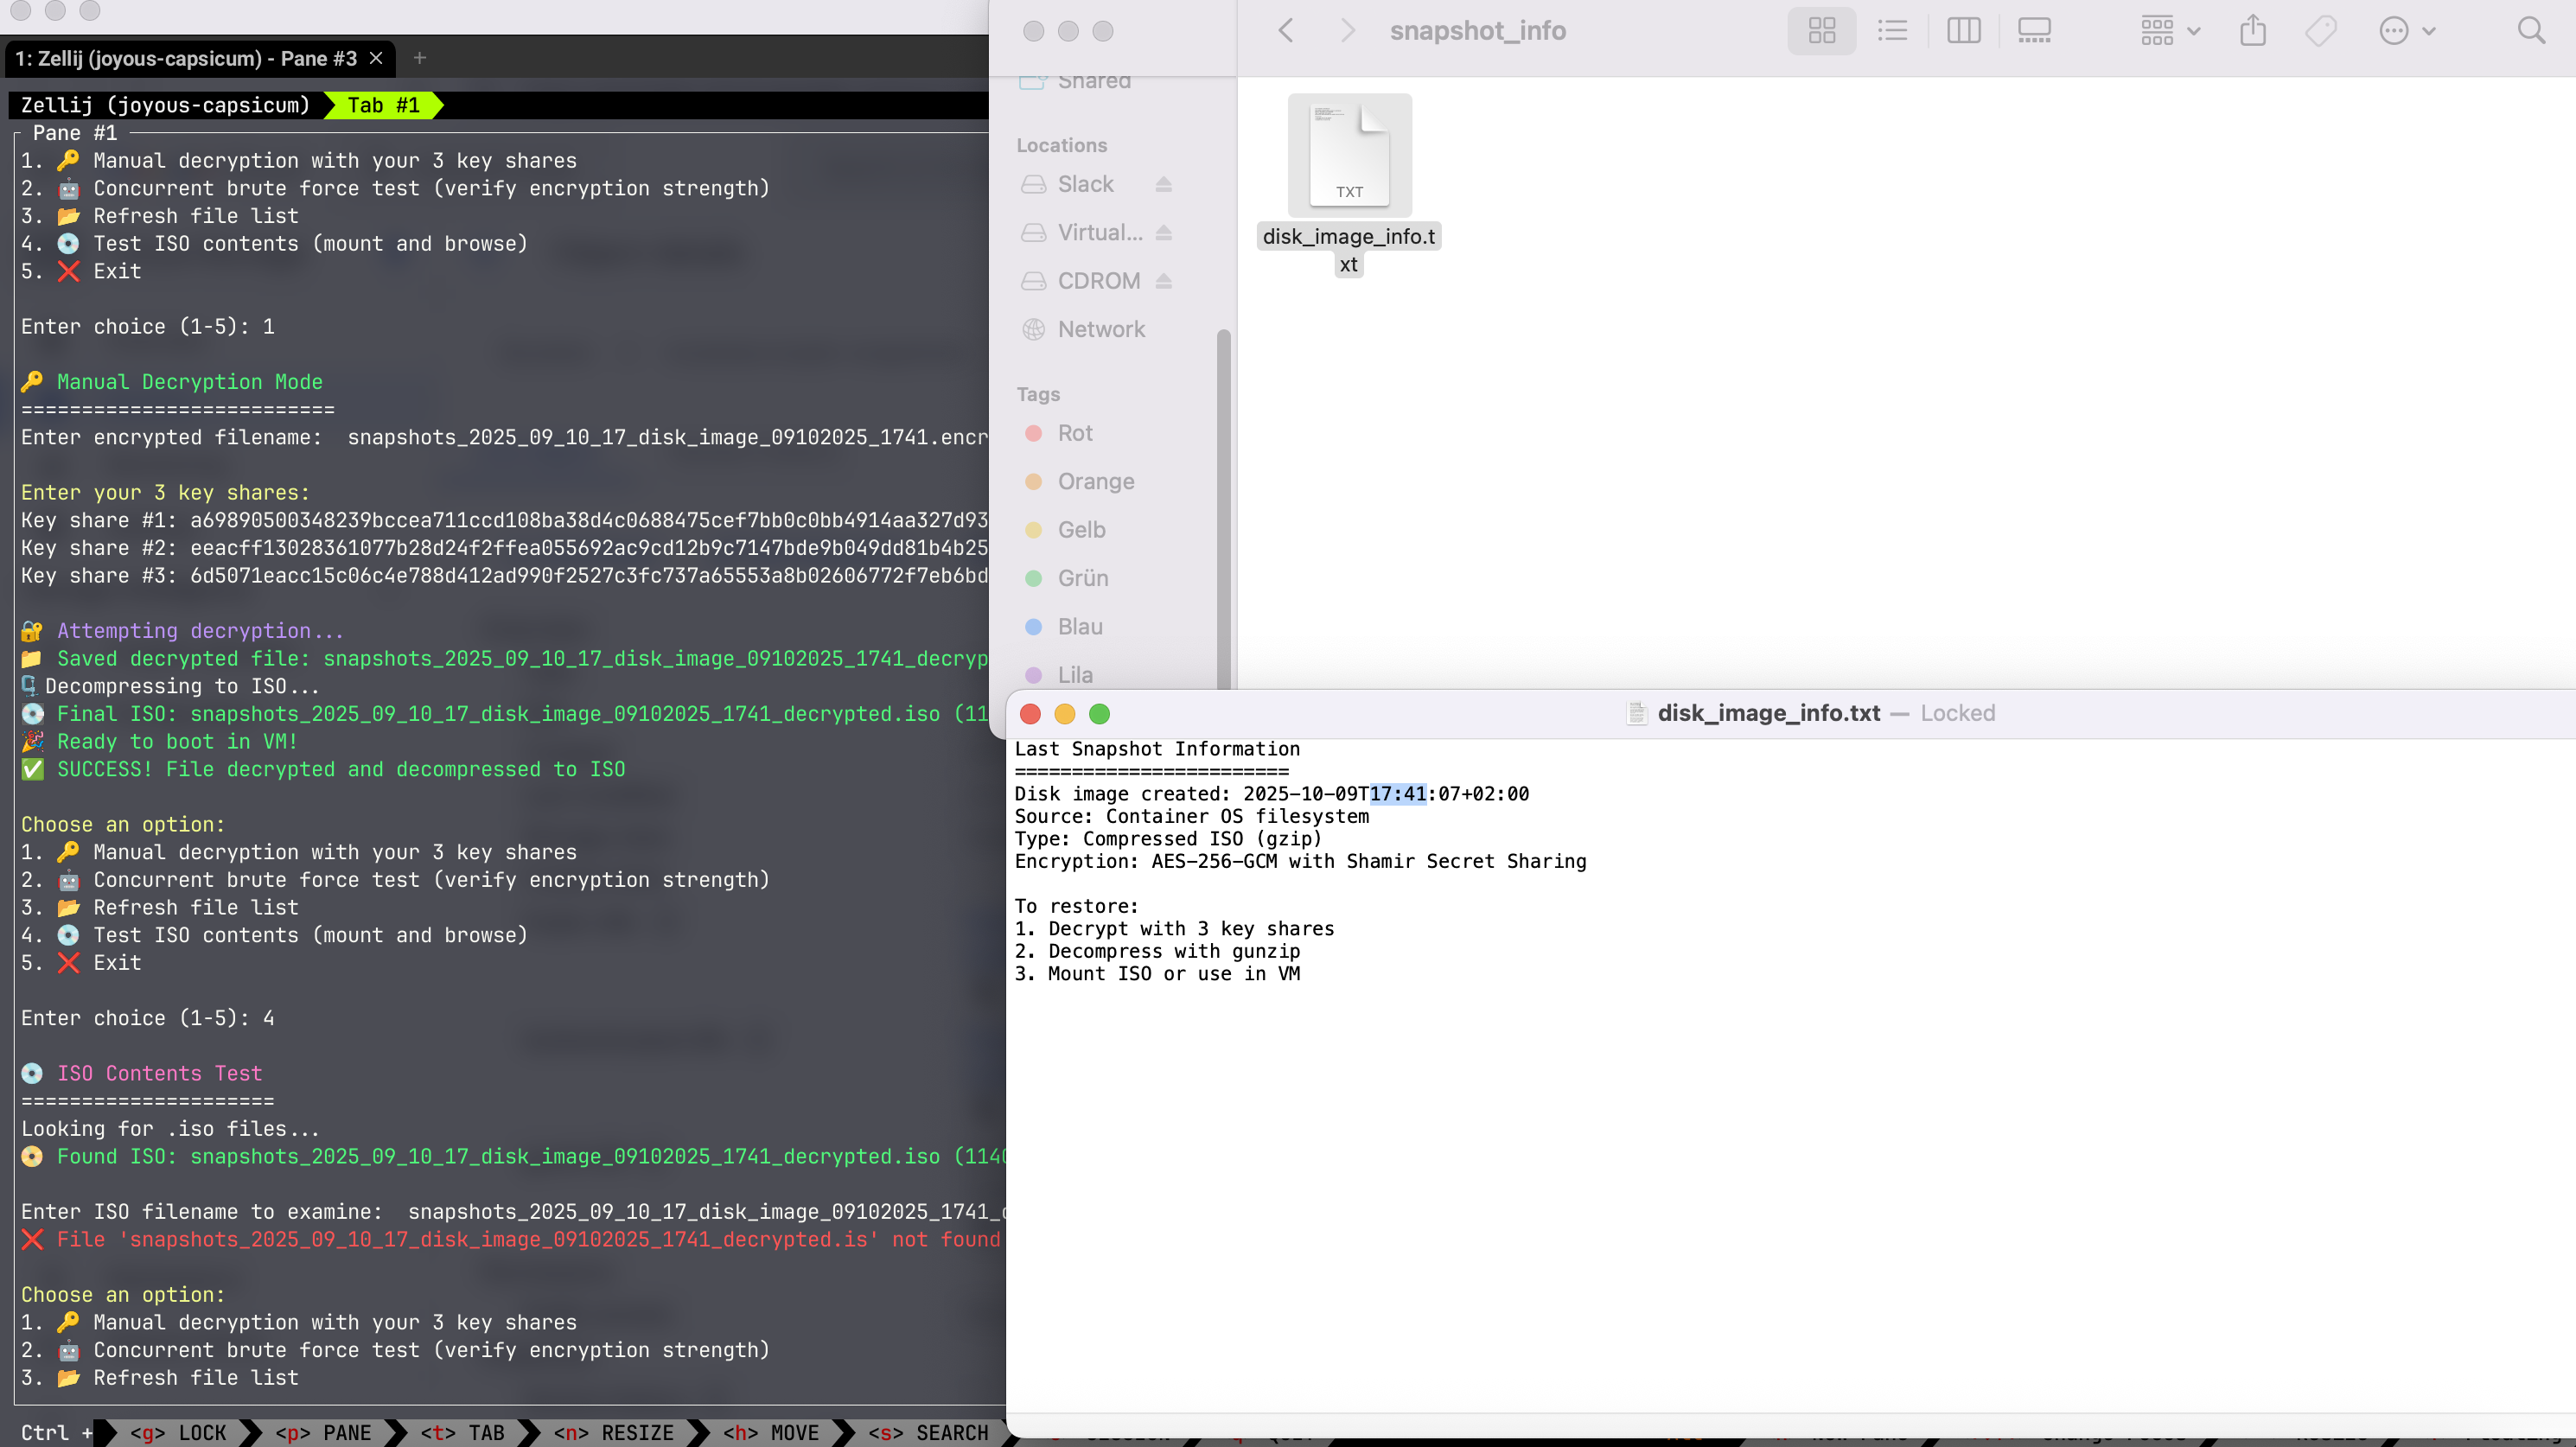 1: Zellij (joyous-capsicum) - Pane #3
Zellij (joyous-capsicum) Tab #1
Pane #1
1. 🔑 Manual decryption with your 3 key shares
2. 🤖 Concurrent brute force test (verify encryption strength)
3. 📂 Refresh file list
4. 💿 Test ISO contents (mount and browse)
5. ❌ Exit
Enter choice (1-5): 1
🔑 Manual Decryption Mode
==========================
Enter encrypted filename:  snapshots_2025_09_10_17_disk_image_09102025_1741.encr
Enter your 3 key shares:
Key share #1: a69890500348239bccea711ccd108ba38d4c0688475cef7bb0c0bb4914aa327d93
Key share #2: eeacff13028361077b28d24f2ffea055692ac9cd12b9c7147bde9b049dd81b4b25
Key share #3: 6d5071eacc15c06c4e788d412ad990f2527c3fc737a65553a8b02606772f7eb6bd
🔐 Attempting decryption...
📁 Saved decrypted file: snapshots_2025_09_10_17_disk_image_09102025_1741_decryp
🗜️ Decompressing to ISO...
💿 Final ISO: snapshots_2025_09_10_17_disk_image_09102025_1741_decrypted.iso (11
🎉 Ready to boot in VM!
✅ SUCCESS! File decrypted and decompressed to ISO
Choose an option:
1. 🔑 Manual decryption with your 3 key shares
2. 🤖 Concurrent brute force test (verify encryption strength)
3. 📂 Refresh file list
4. 💿 Test ISO contents (mount and browse)
5. ❌ Exit
Enter choice (1-5): 4
💿 ISO Contents Test
=====================
Looking for .iso files...
📀 Found ISO: snapshots_2025_09_10_17_disk_image_09102025_1741_decrypted.iso (114
Enter ISO filename to examine:  snapshots_2025_09_10_17_disk_image_09102025_1741_
❌ File 'snapshots_2025_09_10_17_disk_image_09102025_1741_decrypted.is' not found
Choose an option:
1. 🔑 Manual decryption with your 3 key shares
2. 🤖 Concurrent brute force test (verify encryption strength)
3. 📂 Refresh file list
Ctrl + <g> LOCK <p> PANE <t> TAB <n> RESIZE <h> MOVE <s> SEARCH
snapshot_info
Shared
Locations
Slack
Virtual...
CDROM
Network
Tags
Rot
Orange
Gelb
Grün
Blau
Lila
TXT
disk_image_info.t
xt
disk_image_info.txt — Locked
Last Snapshot Information
========================
Disk image created: 2025-10-09T17:41:07+02:00
Source: Container OS filesystem
Type: Compressed ISO (gzip)
Encryption: AES-256-GCM with Shamir Secret Sharing
To restore:
1. Decrypt with 3 key shares
2. Decompress with gunzip
3. Mount ISO or use in VM